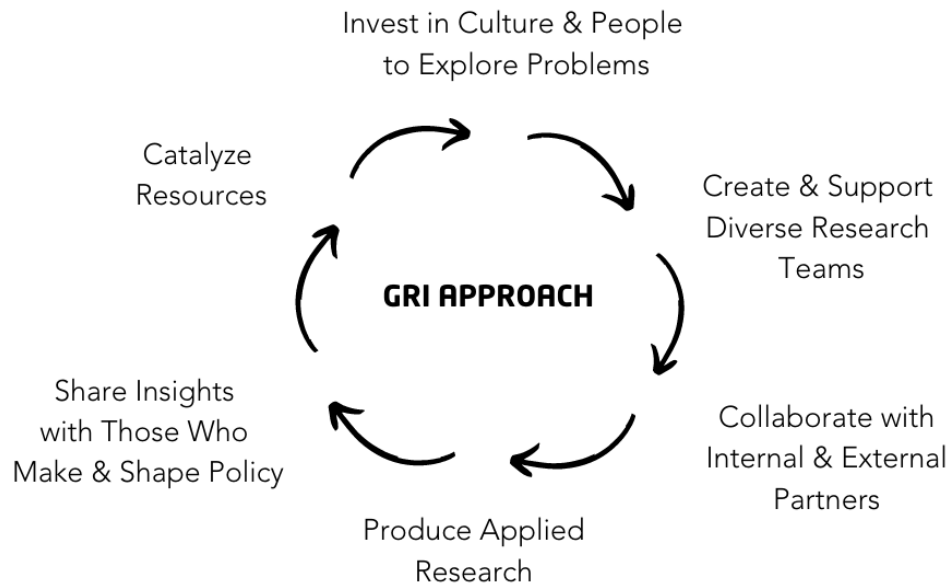 Invest in Culture & People
to Explore Problems
Create & Support
Diverse Research
Teams
Collaborate with
Internal & External
Partners
Produce Applied
Research
Share Insights
with Those Who
Make & Shape Policy
Catalyze
Resources
GRI APPROACH